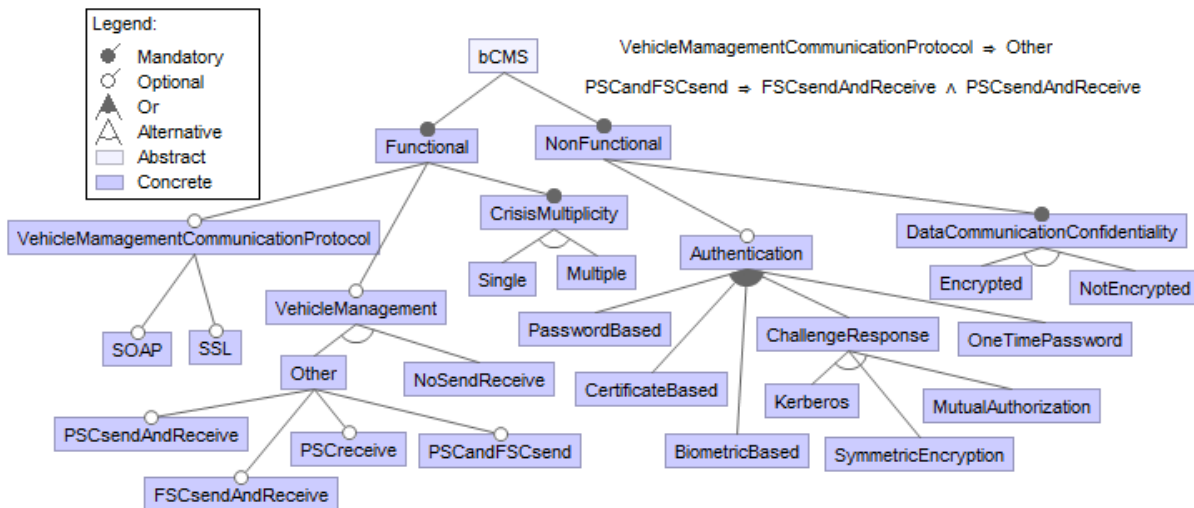 Legend:
Mandatory
Optional
Or
Alternative
Abstract
Concrete
bCMS
VehicleMamagementCommunicationProtocol ⇒ Other
PSCandFSCsend ⇒ FSCsendAndReceive ∧ PSCsendAndReceive
Functional
NonFunctional
VehicleMamagementCommunicationProtocol
CrisisMultiplicity
Authentication
DataCommunicationConfidentiality
Single
Multiple
Encrypted
NotEncrypted
VehicleManagement
SOAP
SSL
PasswordBased
ChallengeResponse
OneTimePassword
Other
NoSendReceive
CertificateBased
Kerberos
MutualAuthorization
PSCsendAndReceive
PSCreceive
PSCandFSCsend
BiometricBased
SymmetricEncryption
FSCsendAndReceive